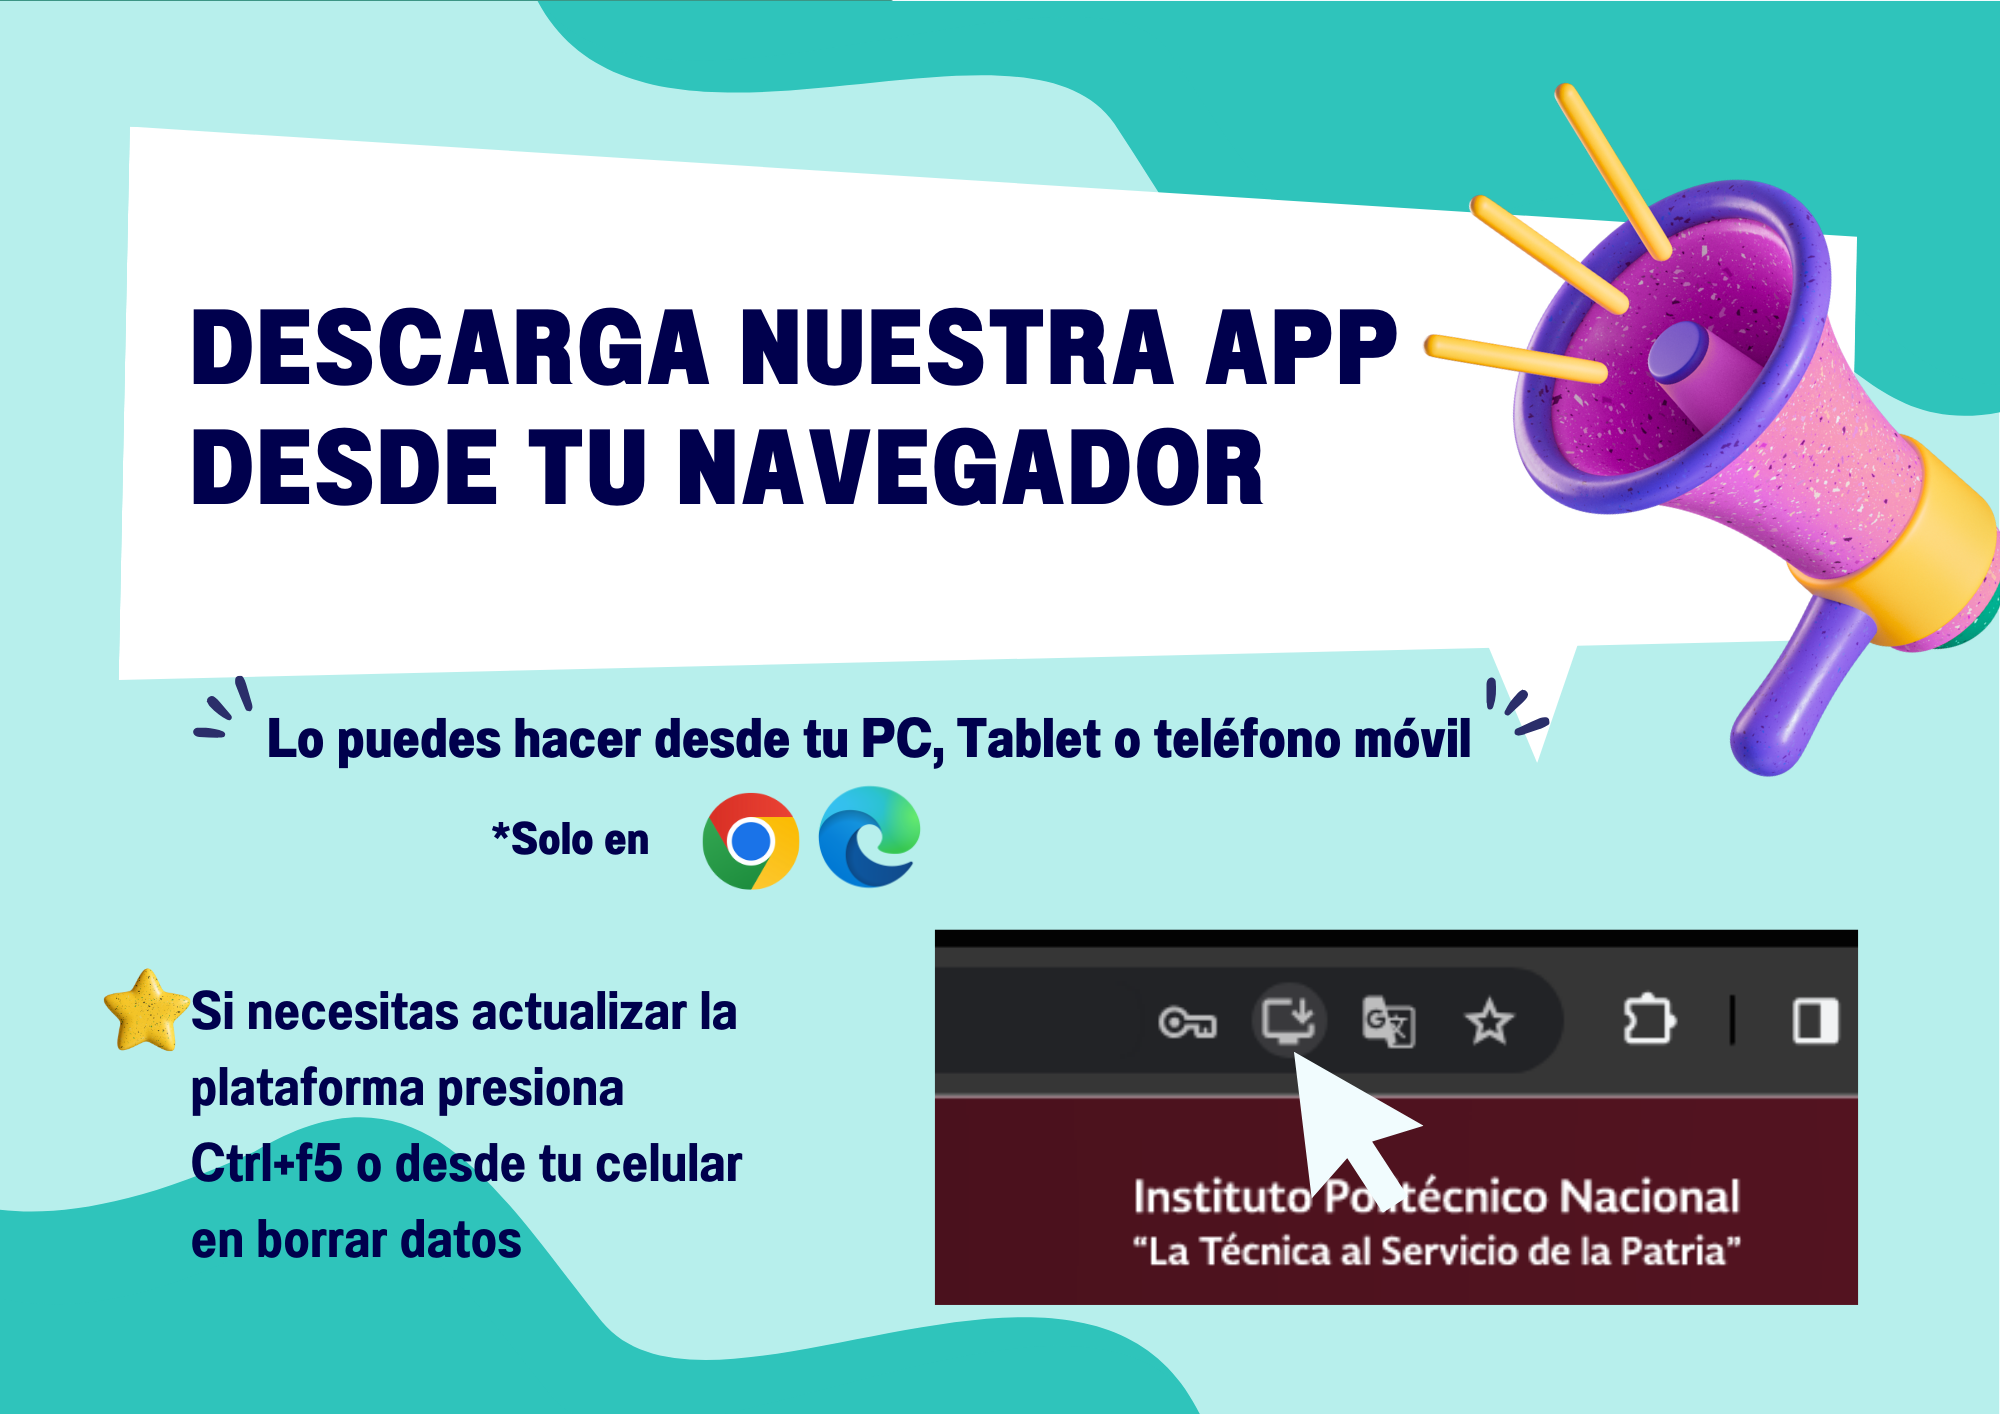 DESCARGA NUESTRA APP
DESDE TU NAVEGADOR
Lo puedes hacer desde tu PC, Tablet o teléfono móvil
*Solo en
Si necesitas actualizar la
plataforma presiona
Ctrl+f5 o desde tu celular
en borrar datos
Instituto Politécnico Nacional
“La Técnica al Servicio de la Patria”